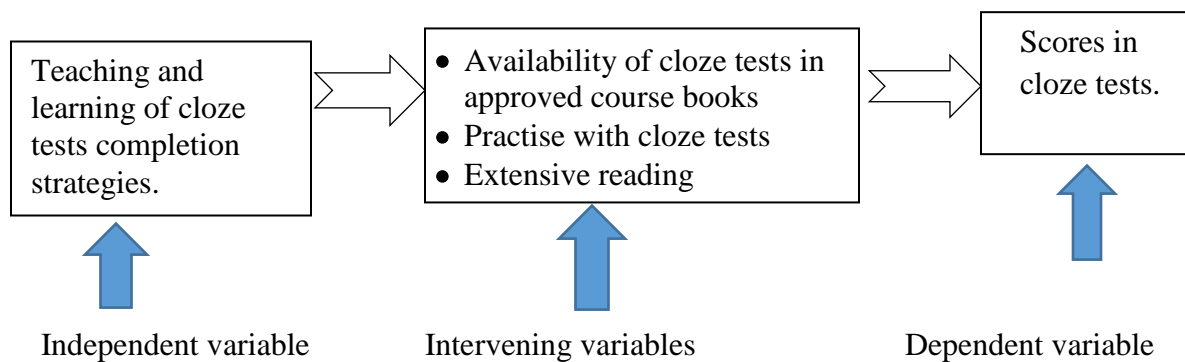 Teaching and
learning of cloze
tests completion
strategies.
• Availability of cloze tests in
approved course books
• Practise with cloze tests
• Extensive reading
Scores in
cloze tests.
Independent variable
Intervening variables
Dependent variable